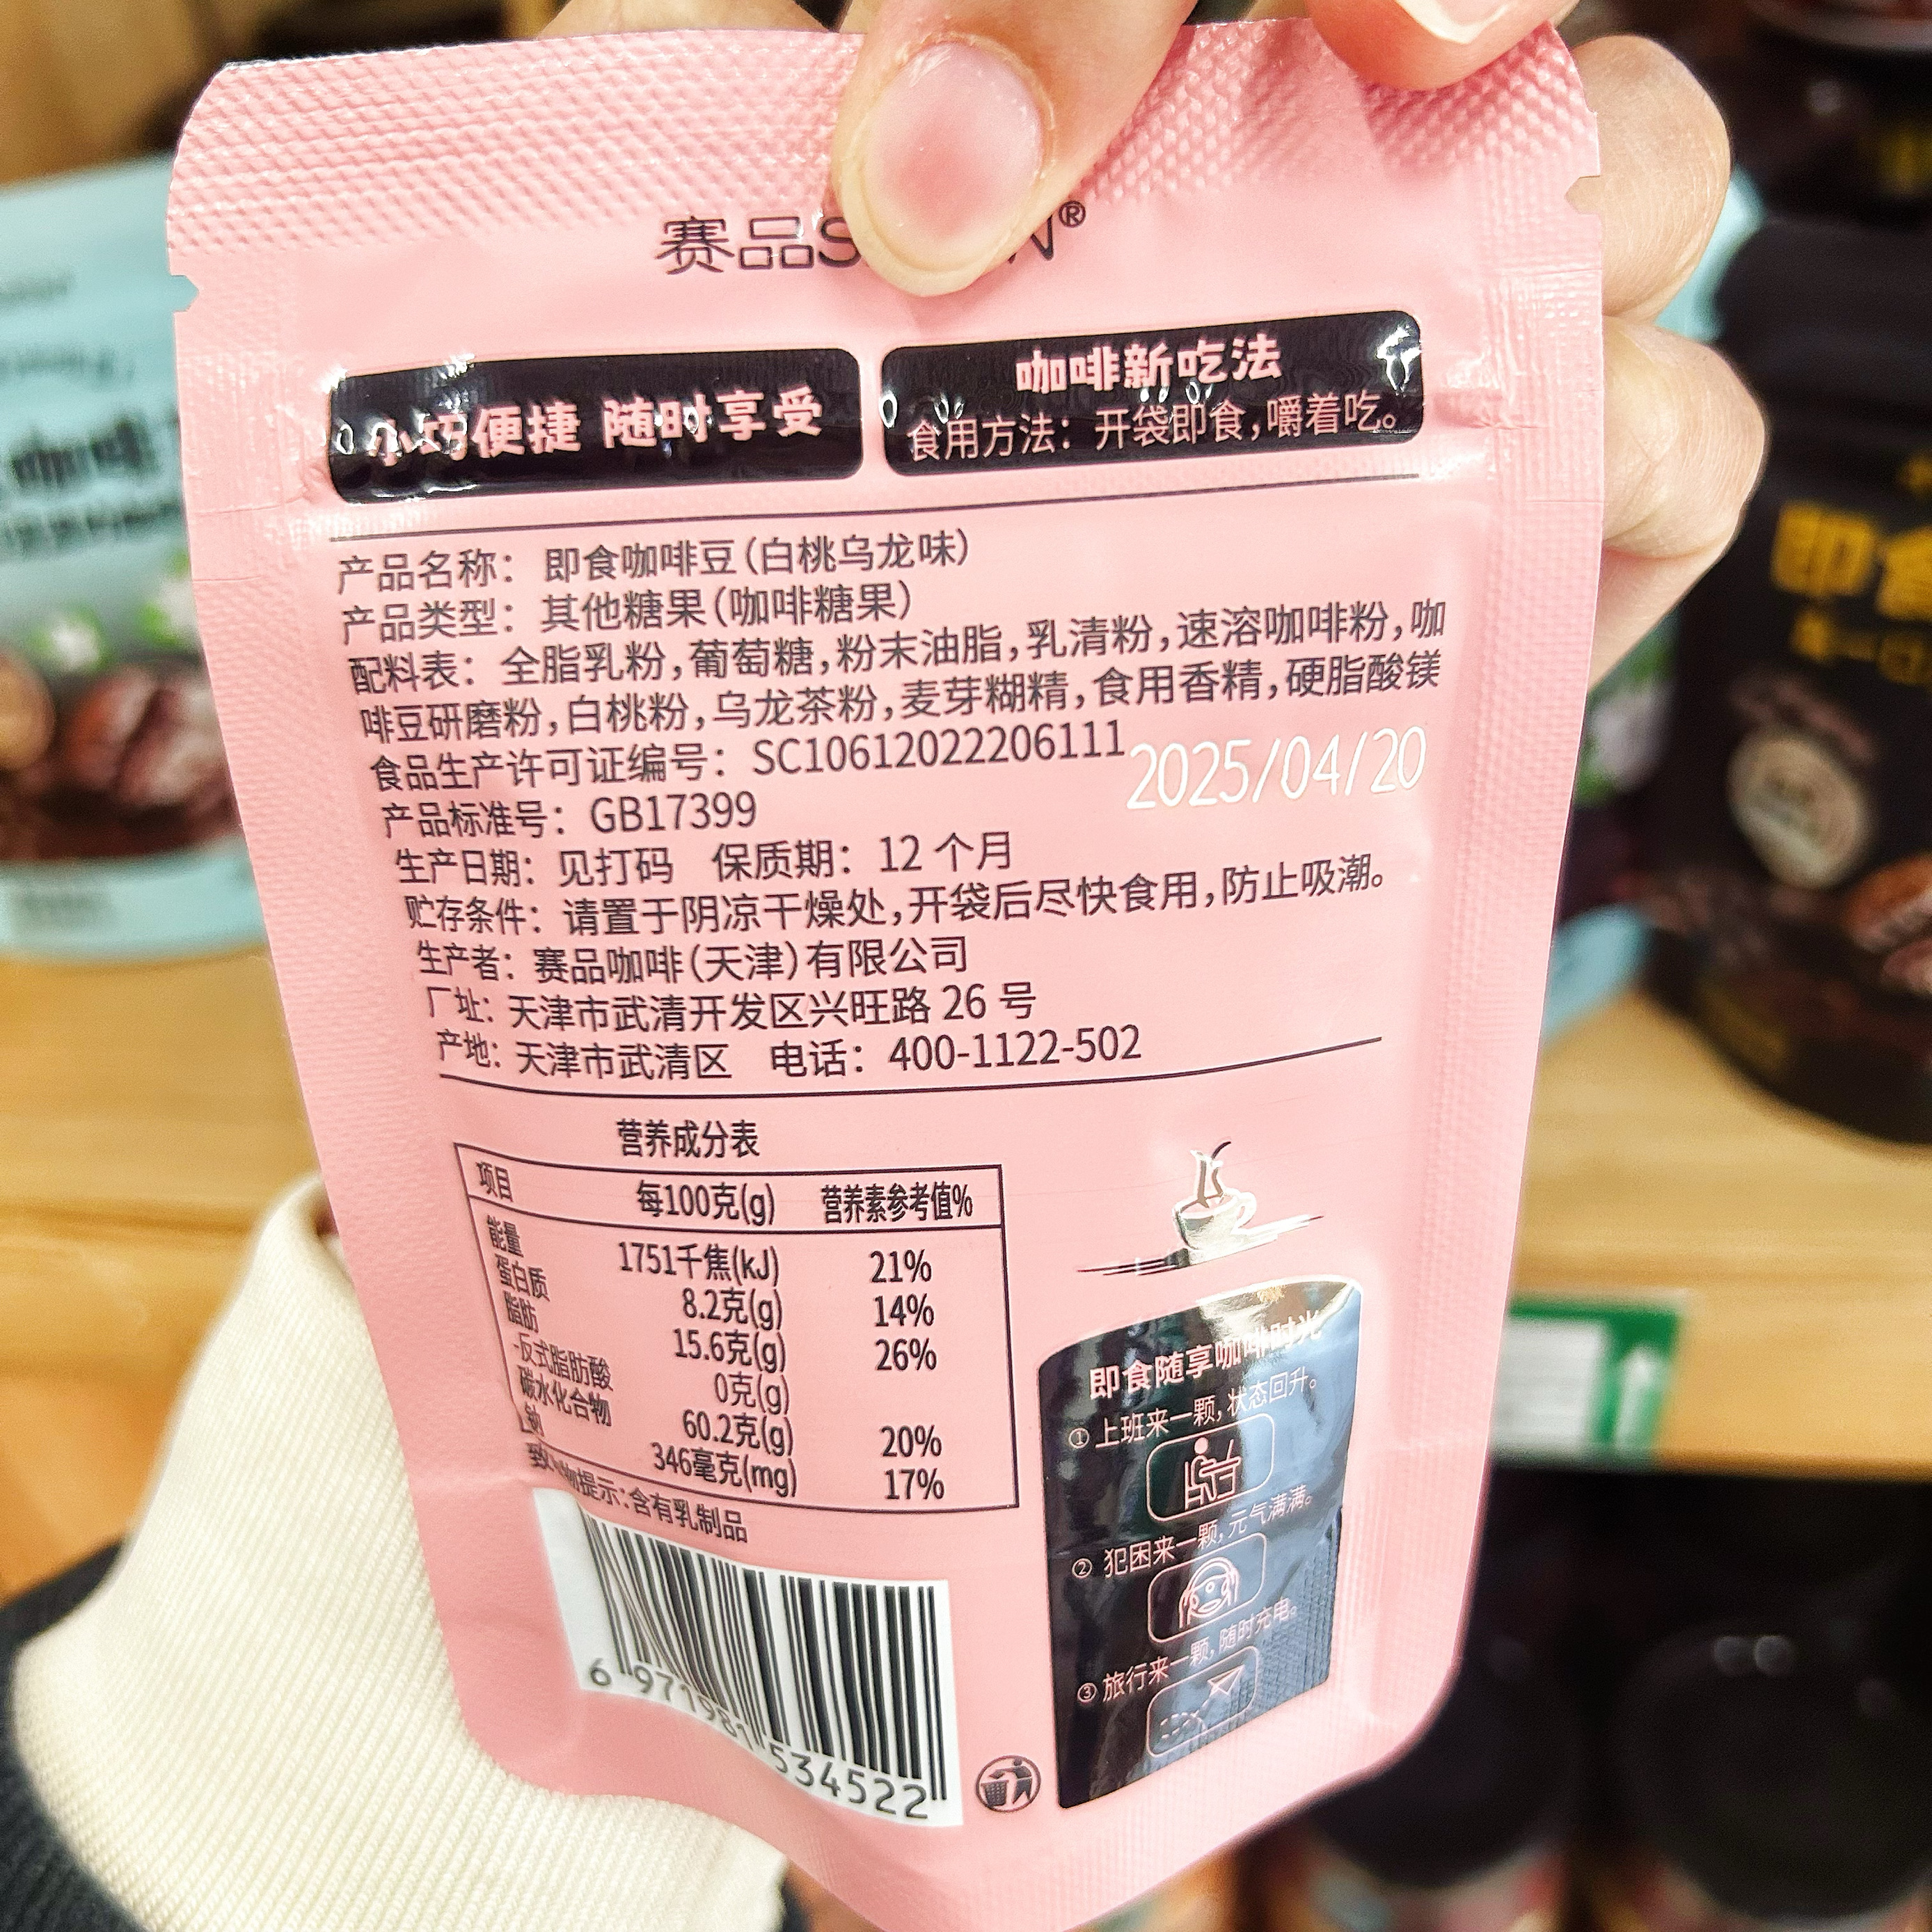 赛品S
®
小巧便捷 随时享受
咖啡新吃法
食用方法：开袋即食，嚼着吃。
产品名称：即食咖啡豆（白桃乌龙味）
产品类型：其他糖果（咖啡糖果）
配料表：全脂乳粉，葡萄糖，粉末油脂，乳清粉，速溶咖啡粉，咖
啡豆研磨粉，白桃粉，乌龙茶粉，麦芽糊精，食用香精，硬脂酸镁
食品生产许可证编号：SC10612022206111
2025/04/20
产品标准号：GB17399
生产日期：见打码 保质期：12个月
贮存条件：请置于阴凉干燥处，开袋后尽快食用，防止吸潮。
生产者：赛品咖啡（天津）有限公司
厂址：天津市武清开发区兴旺路 26 号
产地：天津市武清区 电话：400-1122-502
营养成分表
项目 每100克(g) 营养素参考值%
能量 1751千焦(kJ) 21%
蛋白质 8.2克(g) 14%
脂肪 15.6克(g) 26%
-反式脂肪酸 0克(g)
碳水化合物 60.2克(g) 20%
钠 346毫克(mg) 17%
致敏物提示：含有乳制品
6 971981 534522
即食随享咖啡时光
①上班来一颗，状态回升。
②犯困来一颗，元气满满。
③旅行来一颗，随时充电。
咖啡
即食